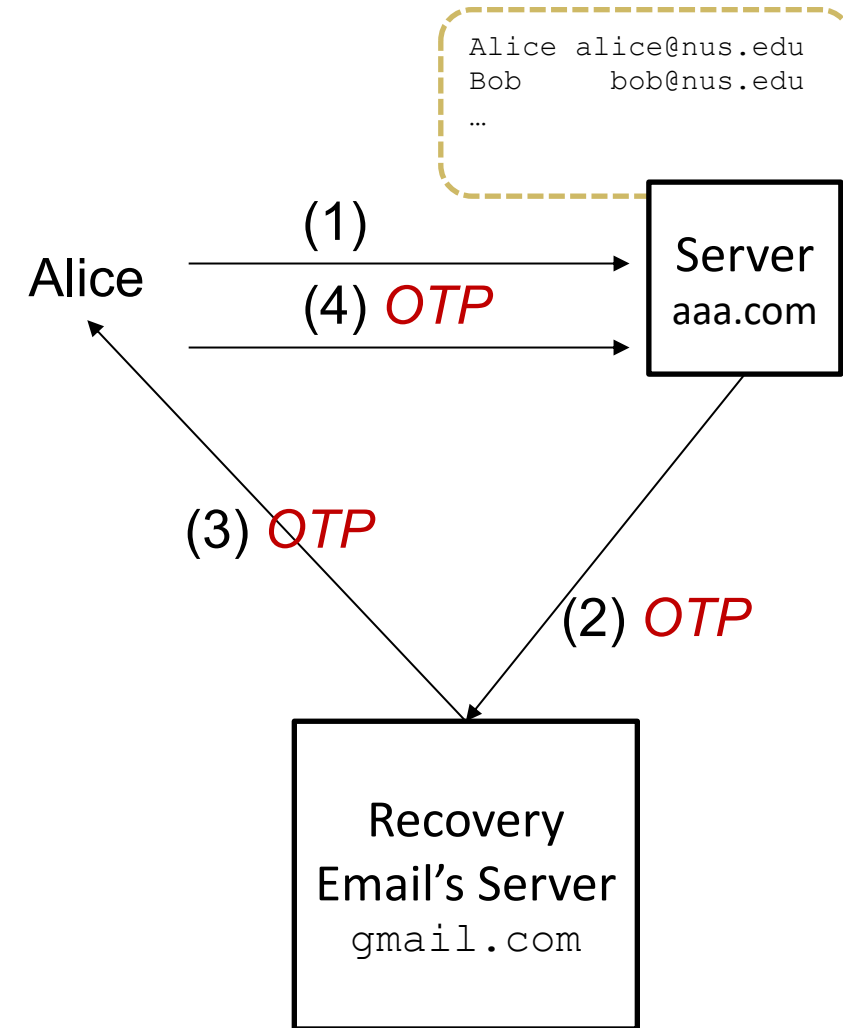 Alice alice@nus.edu
Bob bob@nus.edu
…
(1)
Alice
(4) OTP
Server
aaa.com
(3) OTP
(2) OTP
Recovery
Email’s Server
gmail.com